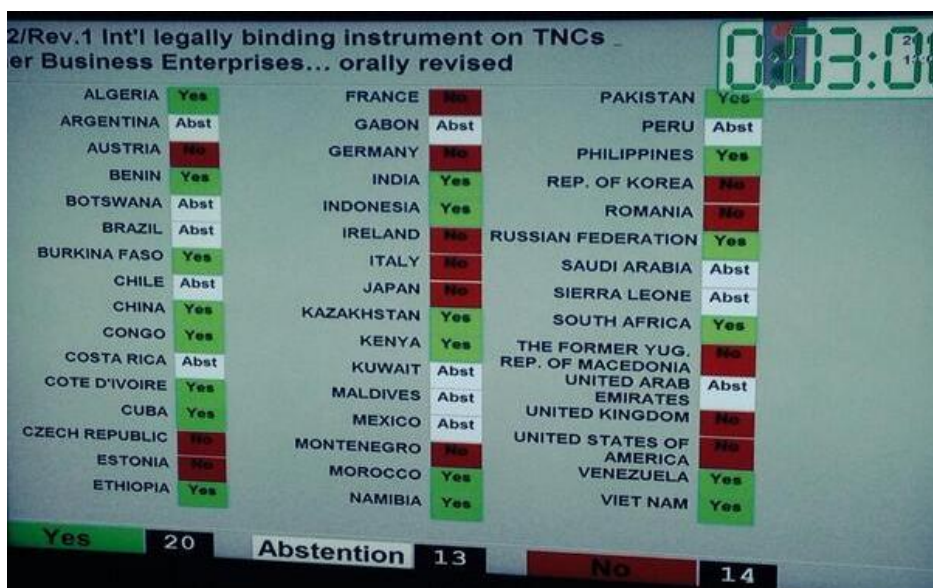 2/Rev.1 Int'l legally binding instrument on TNCs _
er Business Enterprises... orally revised
0:03:0
ALGERIA Yes
ARGENTINA Abst
AUSTRIA No
BENIN Yes
BOTSWANA Abst
BRAZIL Abst
BURKINA FASO Yes
CHILE Abst
CHINA Yes
CONGO Yes
COSTA RICA Abst
COTE D'IVOIRE Yes
CUBA Yes
CZECH REPUBLIC No
ESTONIA No
ETHIOPIA Yes
FRANCE No
GABON Abst
GERMANY No
INDIA Yes
INDONESIA Yes
IRELAND No
ITALY No
JAPAN No
KAZAKHSTAN Yes
KENYA Yes
KUWAIT Abst
MALDIVES Abst
MEXICO Abst
MONTENEGRO No
MOROCCO Yes
NAMIBIA Yes
PAKISTAN Yes
PERU Abst
PHILIPPINES Yes
REP. OF KOREA No
ROMANIA No
RUSSIAN FEDERATION Yes
SAUDI ARABIA Abst
SIERRA LEONE Abst
SOUTH AFRICA Yes
THE FORMER YUG. No
REP. OF MACEDONIA
UNITED ARAB Abst
EMIRATES
UNITED KINGDOM No
UNITED STATES OF No
AMERICA
VENEZUELA Yes
VIET NAM Yes
Yes 20 Abstention 13 No 14